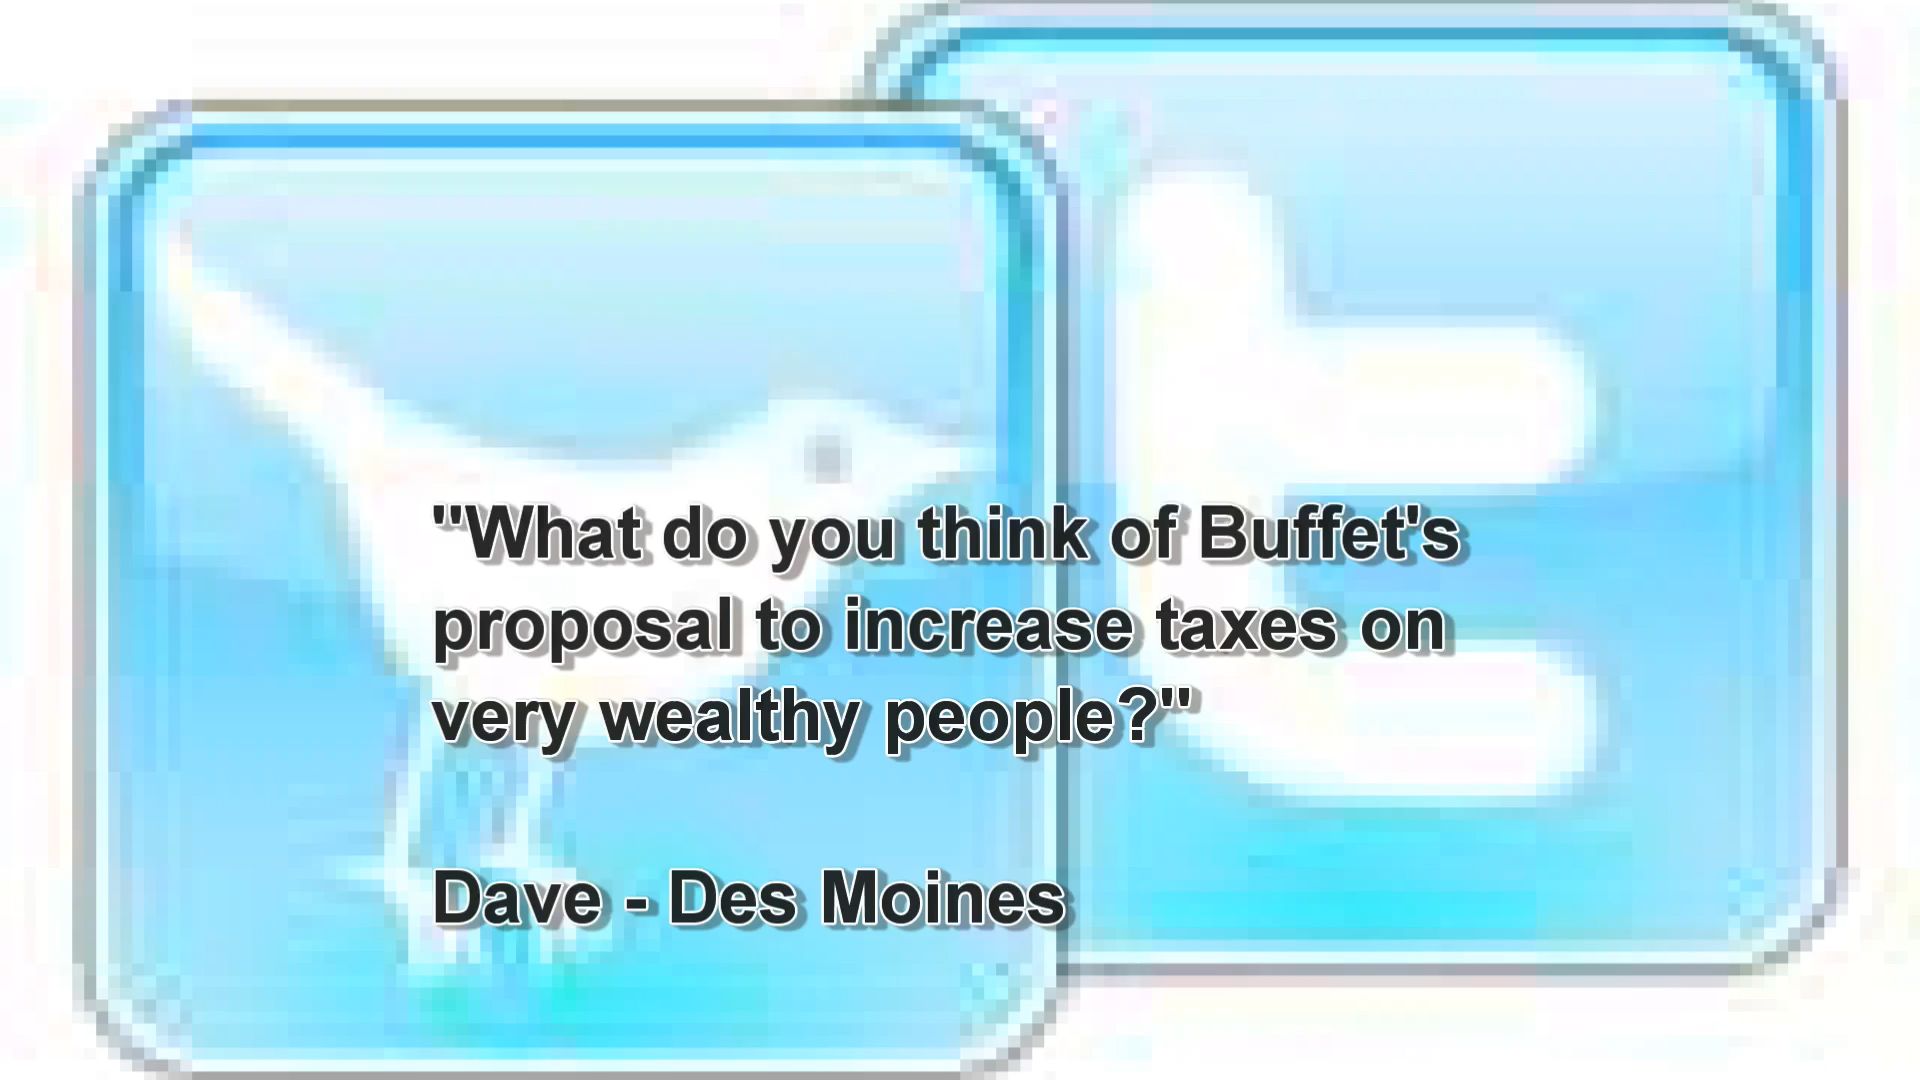 "What do you think of Buffet's
proposal to increase taxes on
very wealthy people?"
Dave - Des Moines